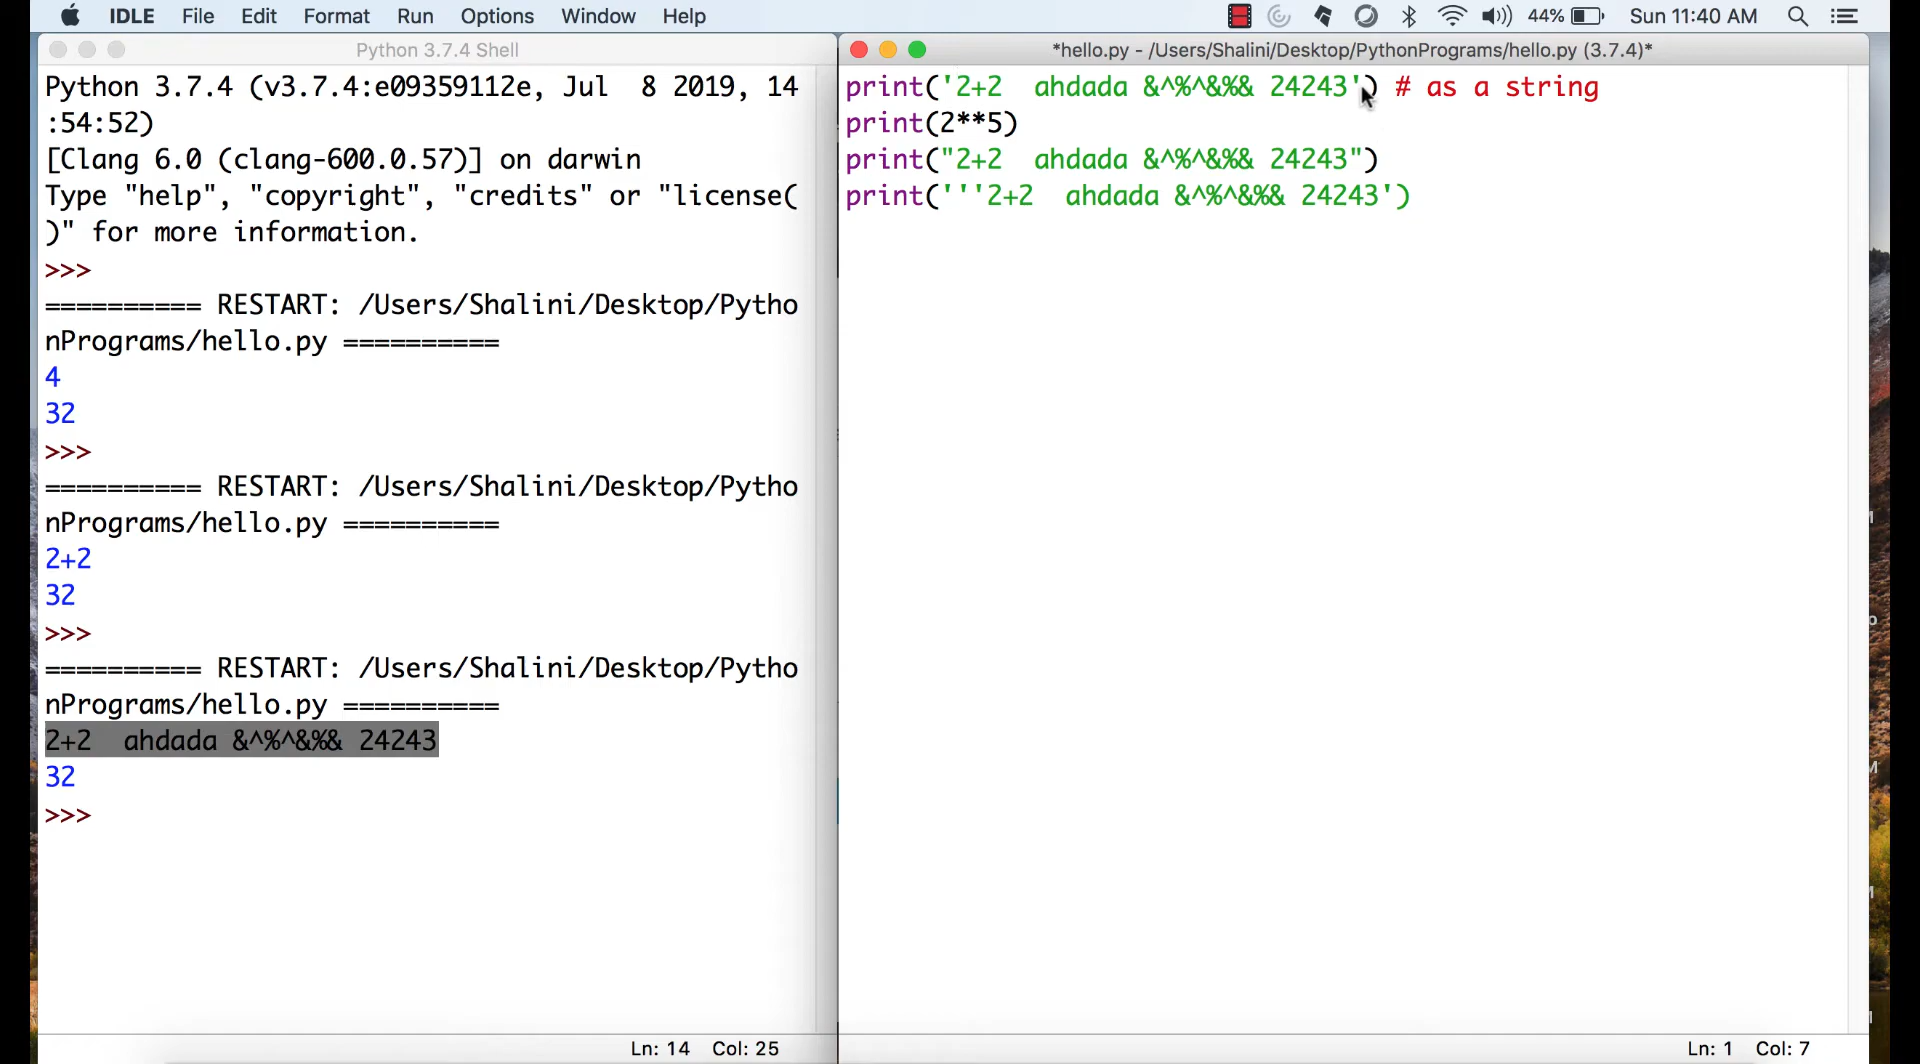 IDLE File Edit Format Run Options Window Help 44% Sun 11:40 AM
Python 3.7.4 Shell
Python 3.7.4 (v3.7.4:e09359112e, Jul  8 2019, 14
:54:52)
[Clang 6.0 (clang-600.0.57)] on darwin
Type "help", "copyright", "credits" or "license(
)" for more information.
>>>
========== RESTART: /Users/Shalini/Desktop/Pytho
nPrograms/hello.py ==========
4
32
>>>
========== RESTART: /Users/Shalini/Desktop/Pytho
nPrograms/hello.py ==========
2+2
32
>>>
========== RESTART: /Users/Shalini/Desktop/Pytho
nPrograms/hello.py ==========
2+2  ahdada &^%^&%& 24243
32
>>>
Ln: 14 Col: 25
*hello.py - /Users/Shalini/Desktop/PythonPrograms/hello.py (3.7.4)*
print('2+2  ahdada &^%^&%& 24243') # as a string
print(2**5)
print("2+2  ahdada &^%^&%& 24243")
print('''2+2  ahdada &^%^&%& 24243')
Ln: 1 Col: 7